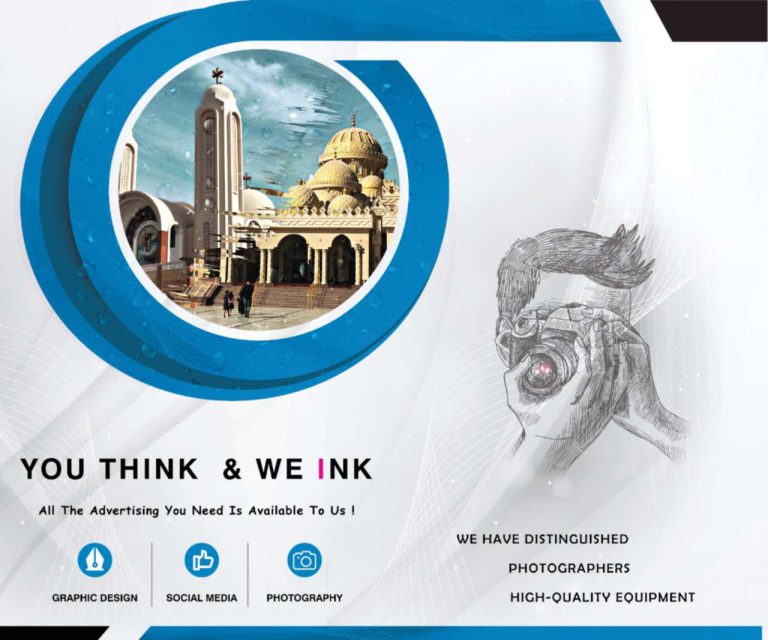 YOU THINK & WE INK
All The Advertising You Need Is Available To Us !
GRAPHIC DESIGN
SOCIAL MEDIA
PHOTOGRAPHY
WE HAVE DISTINGUISHED
PHOTOGRAPHERS
HIGH-QUALITY EQUIPMENT